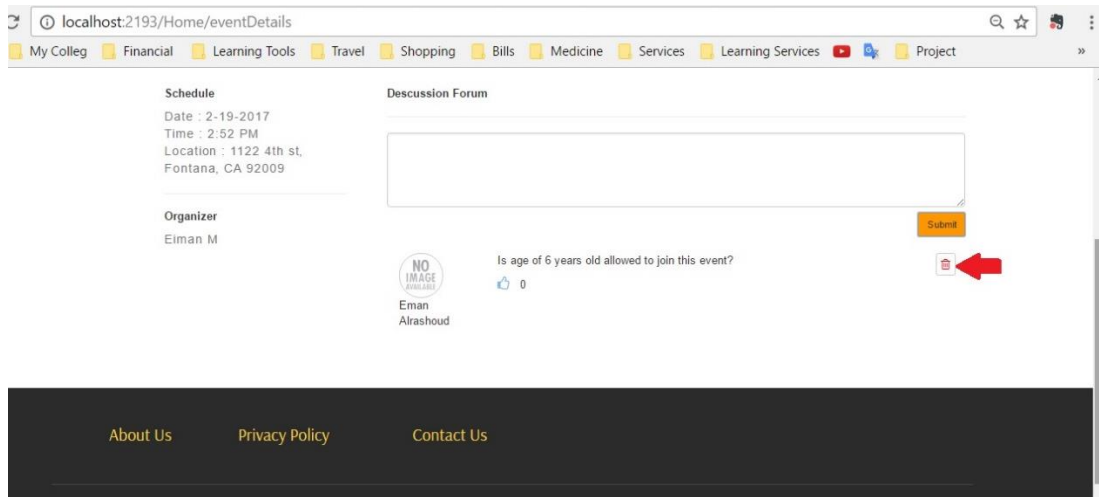 localhost:2193/Home/eventDetails
My Colleg Financial Learning Tools Travel Shopping Bills Medicine Services Learning Services Project »
Schedule
Date : 2-19-2017
Time : 2:52 PM
Location : 1122 4th st,
Fontana, CA 92009
Organizer
Eiman M
Descussion Forum
Submit
NO
IMAGE
AVAILABLE
Eman
Alrashoud
Is age of 6 years old allowed to join this event?
0
About Us Privacy Policy Contact Us